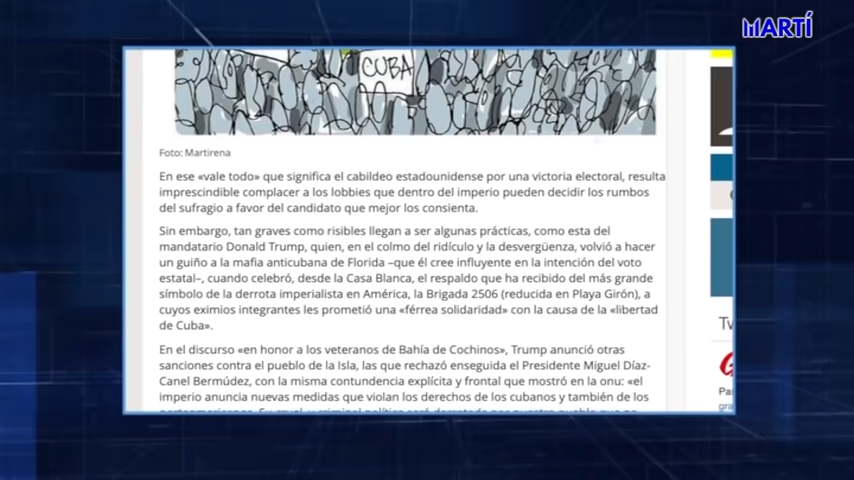 MARTÍ
CUBA
Foto: Martirena
En ese «vale todo» que significa el cabildeo estadounidense por una victoria electoral, resulta
imprescindible complacer a los lobbies que dentro del imperio pueden decidir los rumbos
del sufragio a favor del candidato que mejor los consienta.
Sin embargo, tan graves como risibles llegan a ser algunas prácticas, como esta del
mandatario Donald Trump, quien, en el colmo del ridículo y la desvergüenza, volvió a hacer
un guiño a la mafia anticubana de Florida –que él cree influyente en la intención del voto
estatal–, cuando celebró, desde la Casa Blanca, el respaldo que ha recibido del más grande
símbolo de la derrota imperialista en América, la Brigada 2506 (reducida en Playa Girón), a
cuyos eximios integrantes les prometió una «férrea solidaridad» con la causa de la «libertad
de Cuba».
En el discurso «en honor a los veteranos de Bahía de Cochinos», Trump anunció otras
sanciones contra el pueblo de la Isla, las que rechazó enseguida el Presidente Miguel Díaz-
Canel Bermúdez, con la misma contundencia explícita y frontal que mostró en la onu: «el
imperio anuncia nuevas medidas que violan los derechos de los cubanos y también de los
Tw
Pa
gra